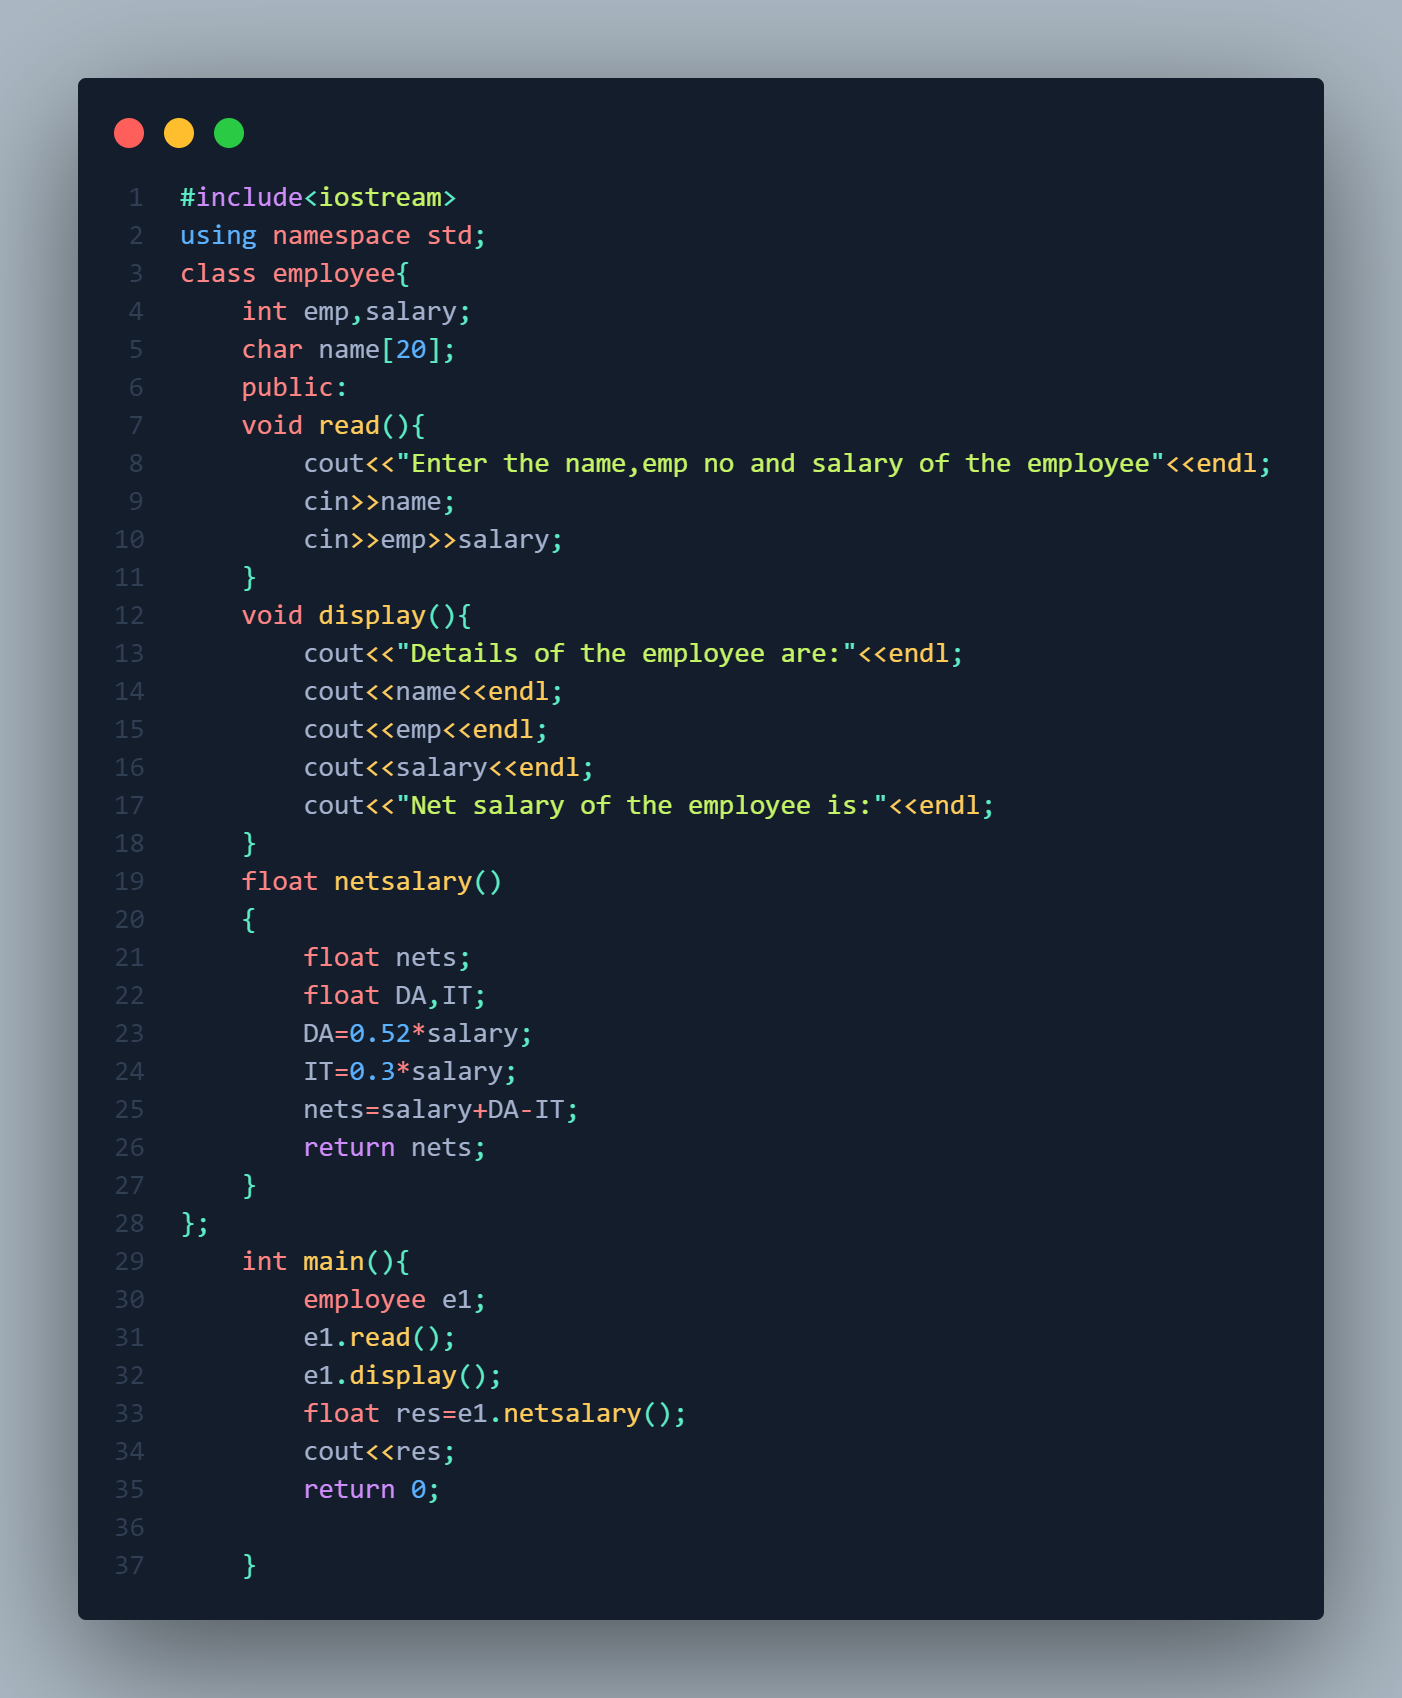 1 #include<iostream>
2 using namespace std;
3 class employee{
4     int emp,salary;
5     char name[20];
6     public:
7     void read(){
8         cout<<"Enter the name,emp no and salary of the employee"<<endl;
9         cin>>name;
10         cin>>emp>>salary;
11     }
12     void display(){
13         cout<<"Details of the employee are:"<<endl;
14         cout<<name<<endl;
15         cout<<emp<<endl;
16         cout<<salary<<endl;
17         cout<<"Net salary of the employee is:"<<endl;
18     }
19     float netsalary()
20     {
21         float nets;
22         float DA,IT;
23         DA=0.52*salary;
24         IT=0.3*salary;
25         nets=salary+DA-IT;
26         return nets;
27     }
28 };
29     int main(){
30         employee e1;
31         e1.read();
32         e1.display();
33         float res=e1.netsalary();
34         cout<<res;
35         return 0;
36
37     }